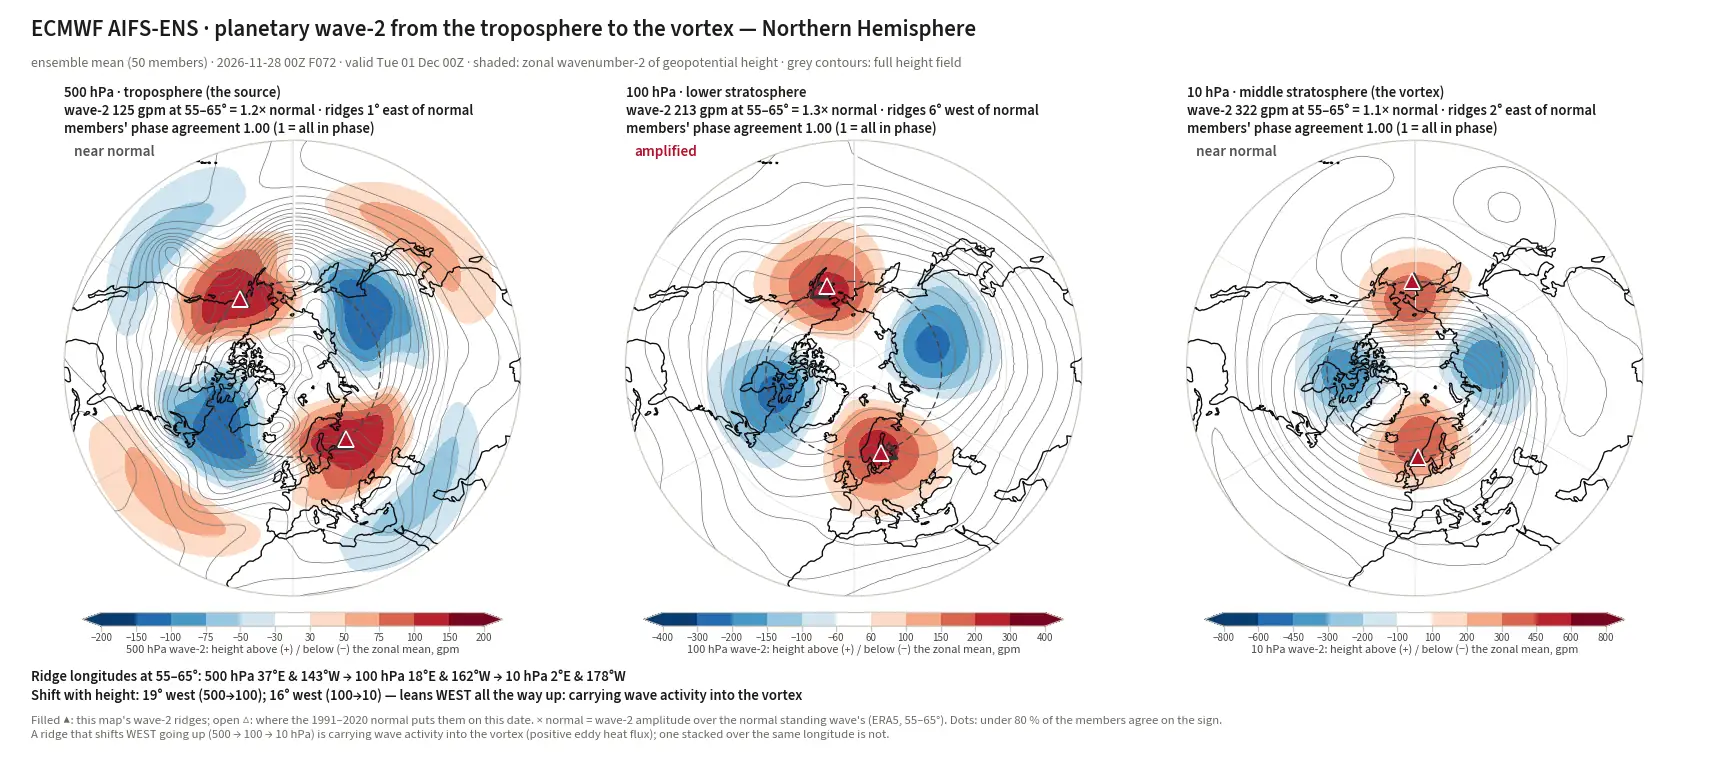 ECMWF AIFS-ENS · planetary wave-2 from the troposphere to the vortex — Northern Hemisphere
ensemble mean (50 members) · 2026-11-28 00Z F072 · valid Tue 01 Dec 00Z · shaded: zonal wavenumber-2 of geopotential height · grey contours: full height field
500 hPa · troposphere (the source)
wave-2 125 gpm at 55–65° = 1.2× normal · ridges 1° east of normal
members' phase agreement 1.00 (1 = all in phase)
near normal
100 hPa · lower stratosphere
wave-2 213 gpm at 55–65° = 1.3× normal · ridges 6° west of normal
members' phase agreement 1.00 (1 = all in phase)
amplified
10 hPa · middle stratosphere (the vortex)
wave-2 322 gpm at 55–65° = 1.1× normal · ridges 2° east of normal
members' phase agreement 1.00 (1 = all in phase)
near normal
−200 −150 −100 −75 −50 −30 30 50 75 100 150 200
500 hPa wave-2: height above (+) / below (−) the zonal mean, gpm
−400 −300 −200 −150 −100 −60 60 100 150 200 300 400
100 hPa wave-2: height above (+) / below (−) the zonal mean, gpm
−800 −600 −450 −300 −200 −100 100 200 300 450 600 800
10 hPa wave-2: height above (+) / below (−) the zonal mean, gpm
Ridge longitudes at 55–65°: 500 hPa 37°E & 143°W → 100 hPa 18°E & 162°W → 10 hPa 2°E & 178°W
Shift with height: 19° west (500→100); 16° west (100→10) — leans WEST all the way up: carrying wave activity into the vortex
Filled ▲: this map's wave-2 ridges; open △: where the 1991–2020 normal puts them on this date. × normal = wave-2 amplitude over the normal standing wave's (ERA5, 55–65°). Dots: under 80 % of the members agree on the sign.
A ridge that shifts WEST going up (500 → 100 → 10 hPa) is carrying wave activity into the vortex (positive eddy heat flux); one stacked over the same longitude is not.